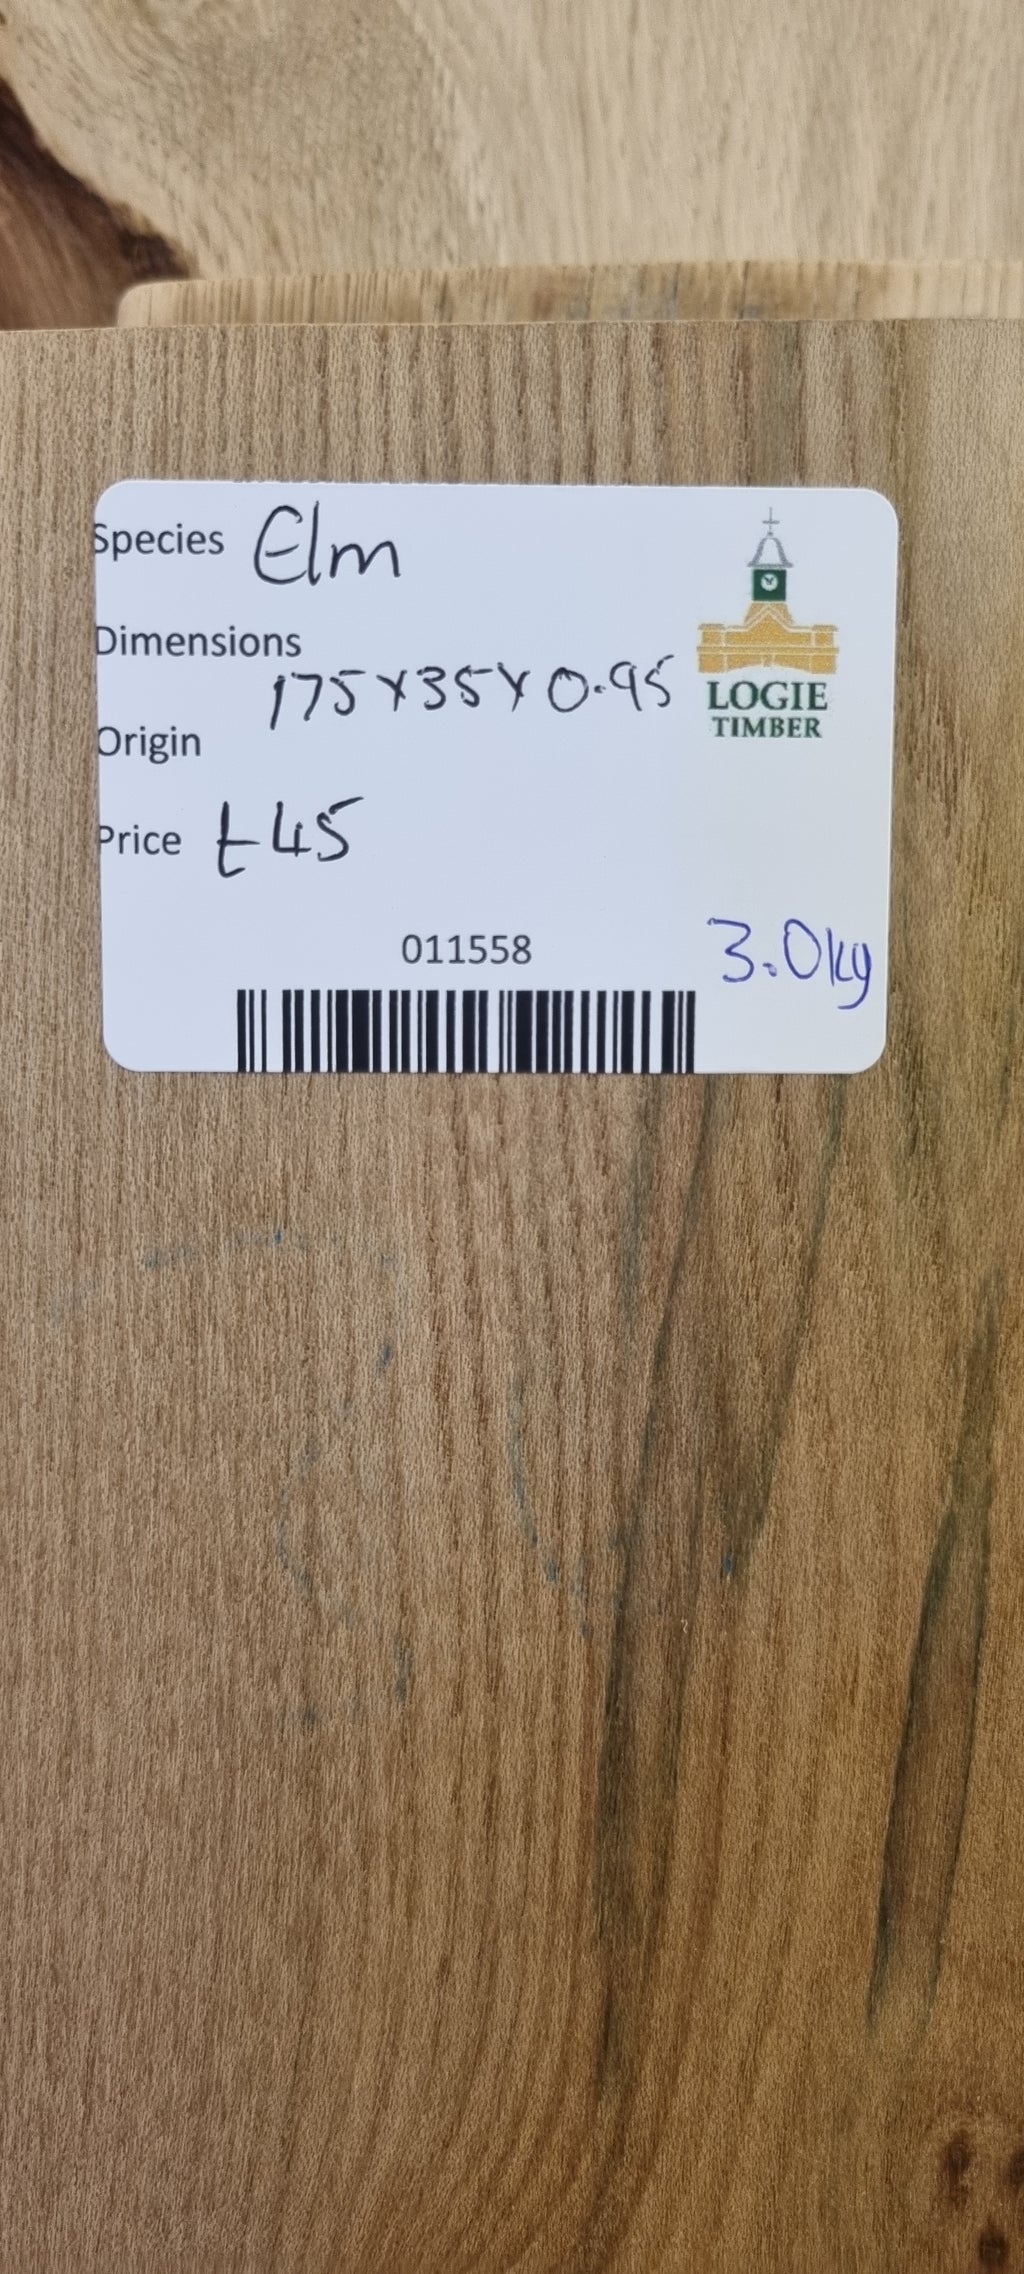 Species Elm
Dimensions
175x35x0.95
Origin
Price £45
011558
3.0kg
LOGIE
TIMBER